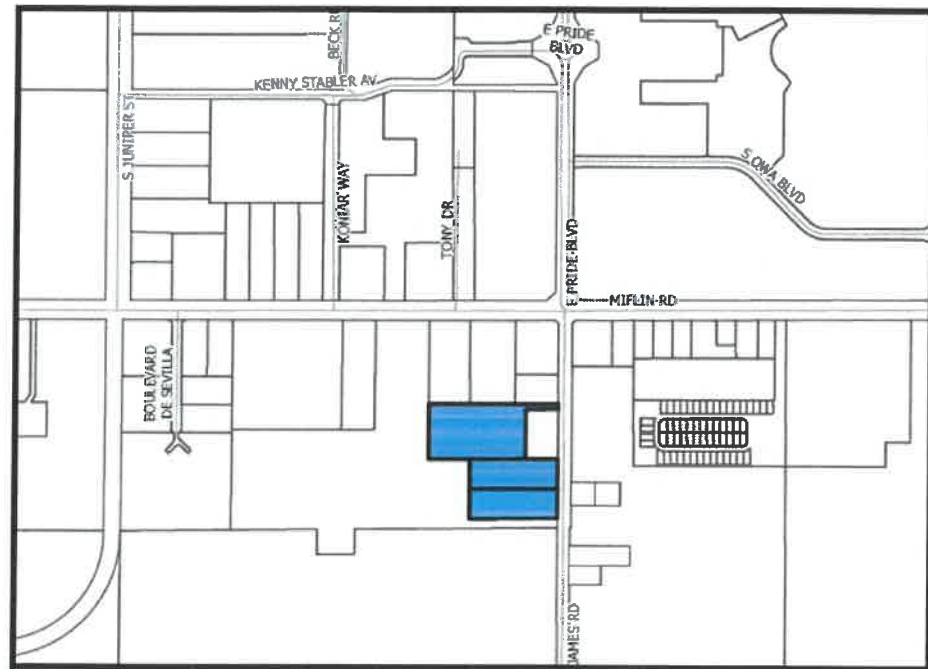 BECK R
E PRIDE
BLVD
KENNY STABLER AV
S JUNIPER ST
S OWA BLVD
KONIAR WAY
TONY DR
E PRIDE BLVD
MIFLIN RD
BOULEVARD
DE SEVILLA
JAMES RD